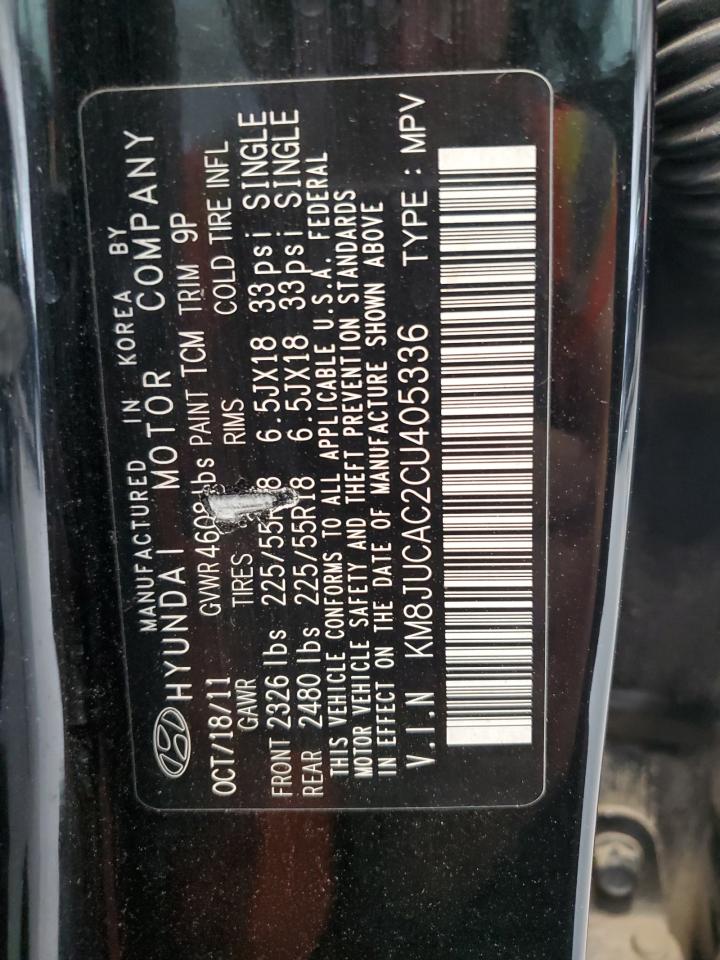 MANUFACTURED IN KOREA BY
HYUNDAI MOTOR COMPANY
OCT/18/11 GVWR4608lbs PAINT TCM TRIM 9P
GAWR TIRES RIMS COLD TIRE INFL
FRONT 2326 lbs 6.5JX18 33psi SINGLE
REAR 2480 lbs 225/55R18 6.5JX18 33psi SINGLE
THIS VEHICLE CONFORMS TO ALL APPLICABLE U.S.A. FEDERAL
MOTOR VEHICLE SAFETY AND THEFT PREVENTION STANDARDS
IN EFFECT ON THE DATE OF MANUFACTURE SHOWN ABOVE
V.I.N KM8JUCAC2CU405336 TYPE : MPV